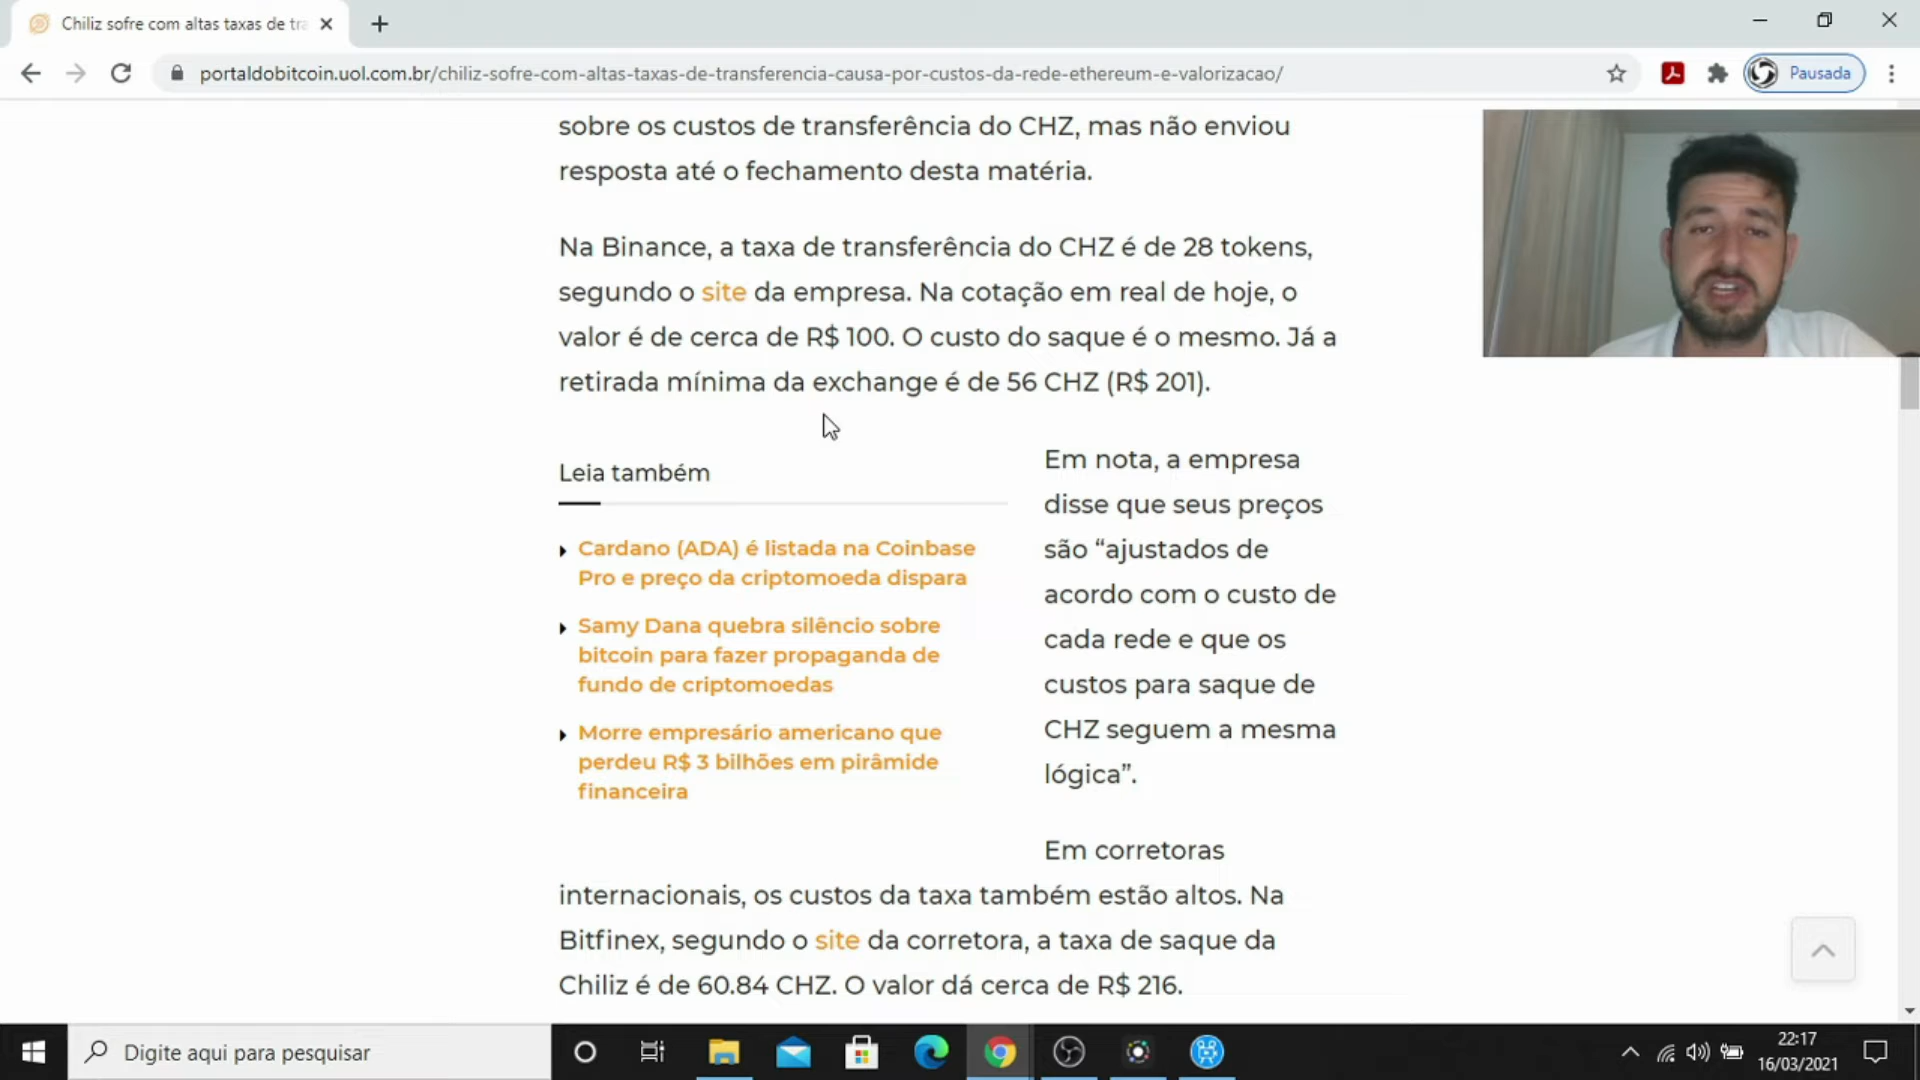 Chiliz sofre com altas taxas de tra
portaldobitcoin.uol.com.br/chiliz-sofre-com-altas-taxas-de-transferencia-causa-por-custos-da-rede-ethereum-e-valorizacao/
Pausada
sobre os custos de transferência do CHZ, mas não enviou
resposta até o fechamento desta matéria.
Na Binance, a taxa de transferência do CHZ é de 28 tokens,
segundo o site da empresa. Na cotação em real de hoje, o
valor é de cerca de R$ 100. O custo do saque é o mesmo. Já a
retirada mínima da exchange é de 56 CHZ (R$ 201).
Leia também
Cardano (ADA) é listada na Coinbase
Pro e preço da criptomoeda dispara
Samy Dana quebra silêncio sobre
bitcoin para fazer propaganda de
fundo de criptomoedas
Morre empresário americano que
perdeu R$ 3 bilhões em pirâmide
financeira
Em nota, a empresa
disse que seus preços
são “ajustados de
acordo com o custo de
cada rede e que os
custos para saque de
CHZ seguem a mesma
lógica”.
Em corretoras
internacionais, os custos da taxa também estão altos. Na
Bitfinex, segundo o site da corretora, a taxa de saque da
Chiliz é de 60.84 CHZ. O valor dá cerca de R$ 216.
Digite aqui para pesquisar
22:17
16/03/2021